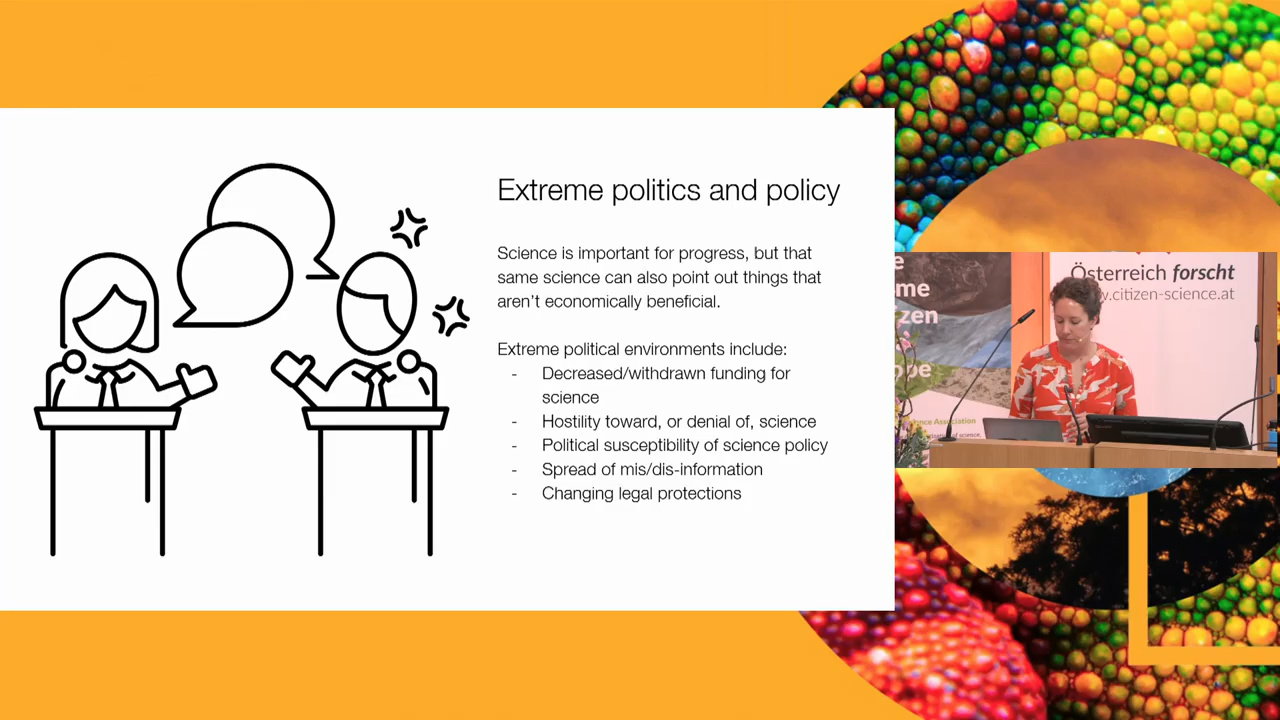 Extreme politics and policy
Science is important for progress, but that
same science can also point out things that
aren't economically beneficial.
Extreme political environments include:
- Decreased/withdrawn funding for
science
- Hostility toward, or denial of, science
- Political susceptibility of science policy
- Spread of mis/dis-information
- Changing legal protections
Österreich forscht
.citizen-science.at